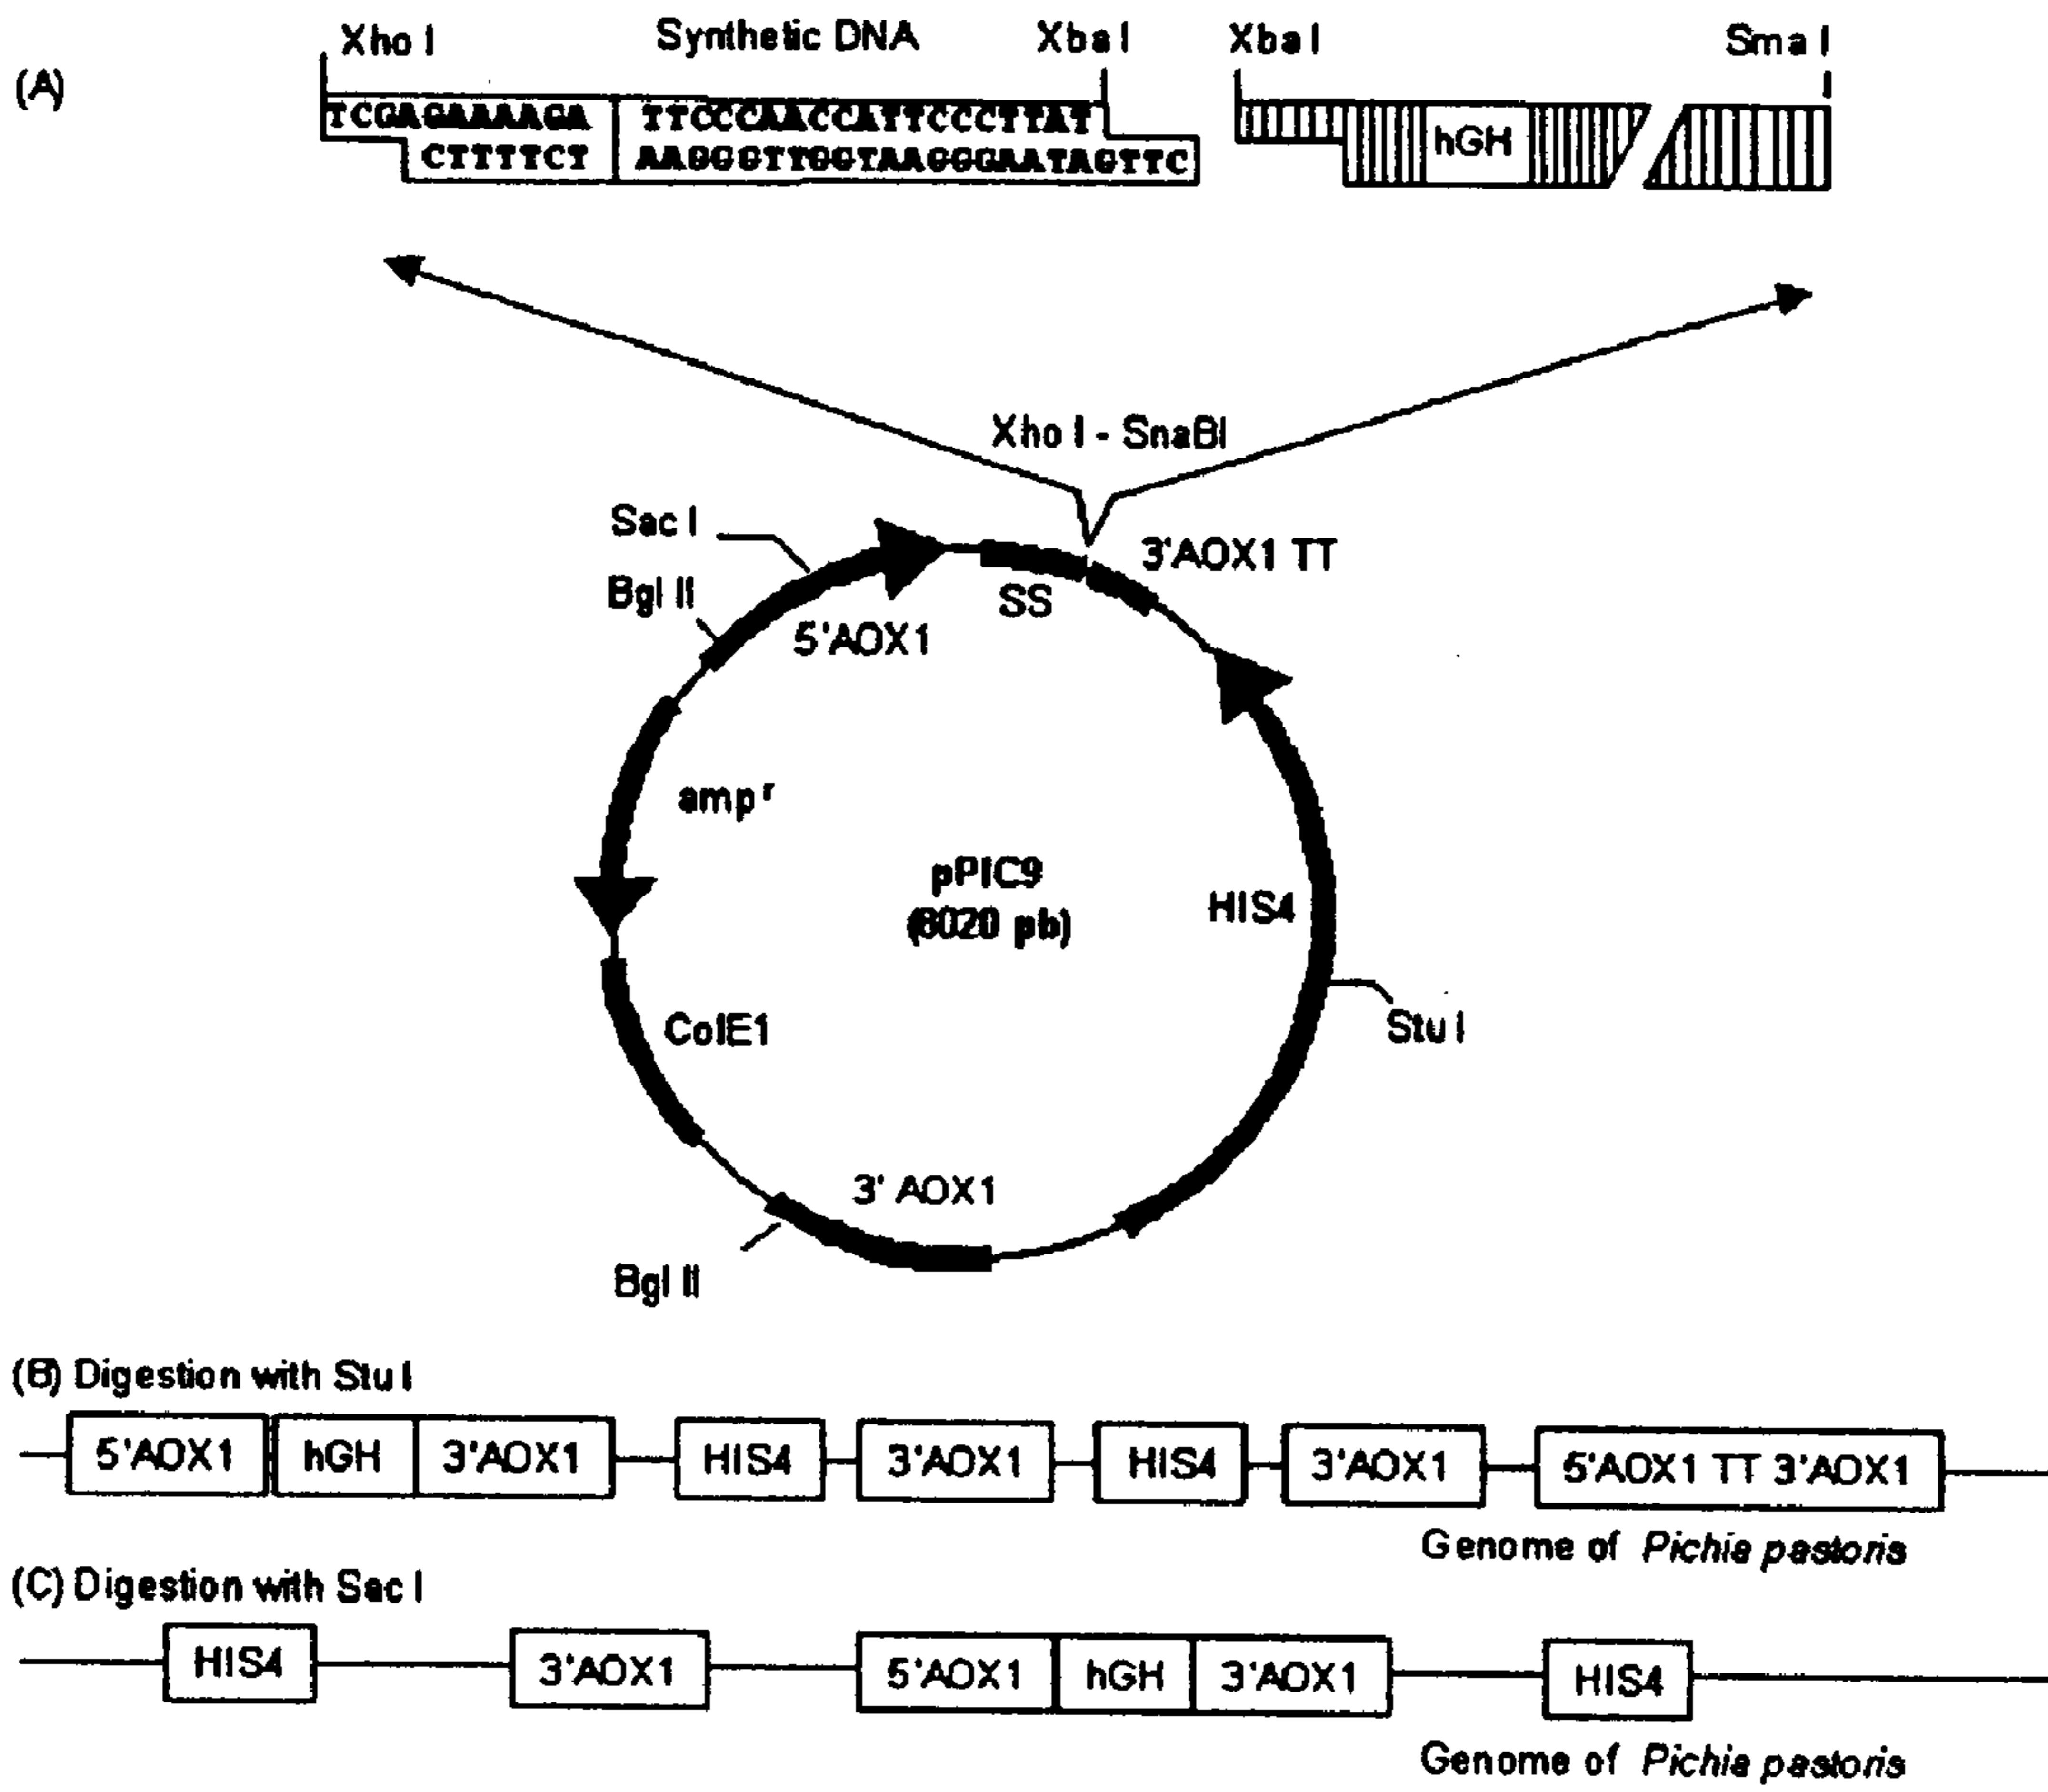 Xho I Synthetic DNA Xba I Xba I Sma I
(A)
TCGAGAAAAGA TTCCCAACCATTCCCTTAT
CTTTTCT AAGGGTTGGTAAGGGAATAGTTC
hGH
Xho I - SnaBI
Sac I
3'AOX1 TT
Bgl II
SS
5'AOX1
amp r
pPIC9
(8020 pb)
HIS4
Stu I
ColE1
3' AOX1
Bgl II
(B) Digestion with Stu I
5'AOX1 hGH 3'AOX1 HIS4 3'AOX1 HIS4 3'AOX1 5'AOX1 TT 3'AOX1
Genome of Pichia pastoris
(C) Digestion with Sac I
HIS4 3'AOX1 5'AOX1 hGH 3'AOX1 HIS4
Genome of Pichia pastoris